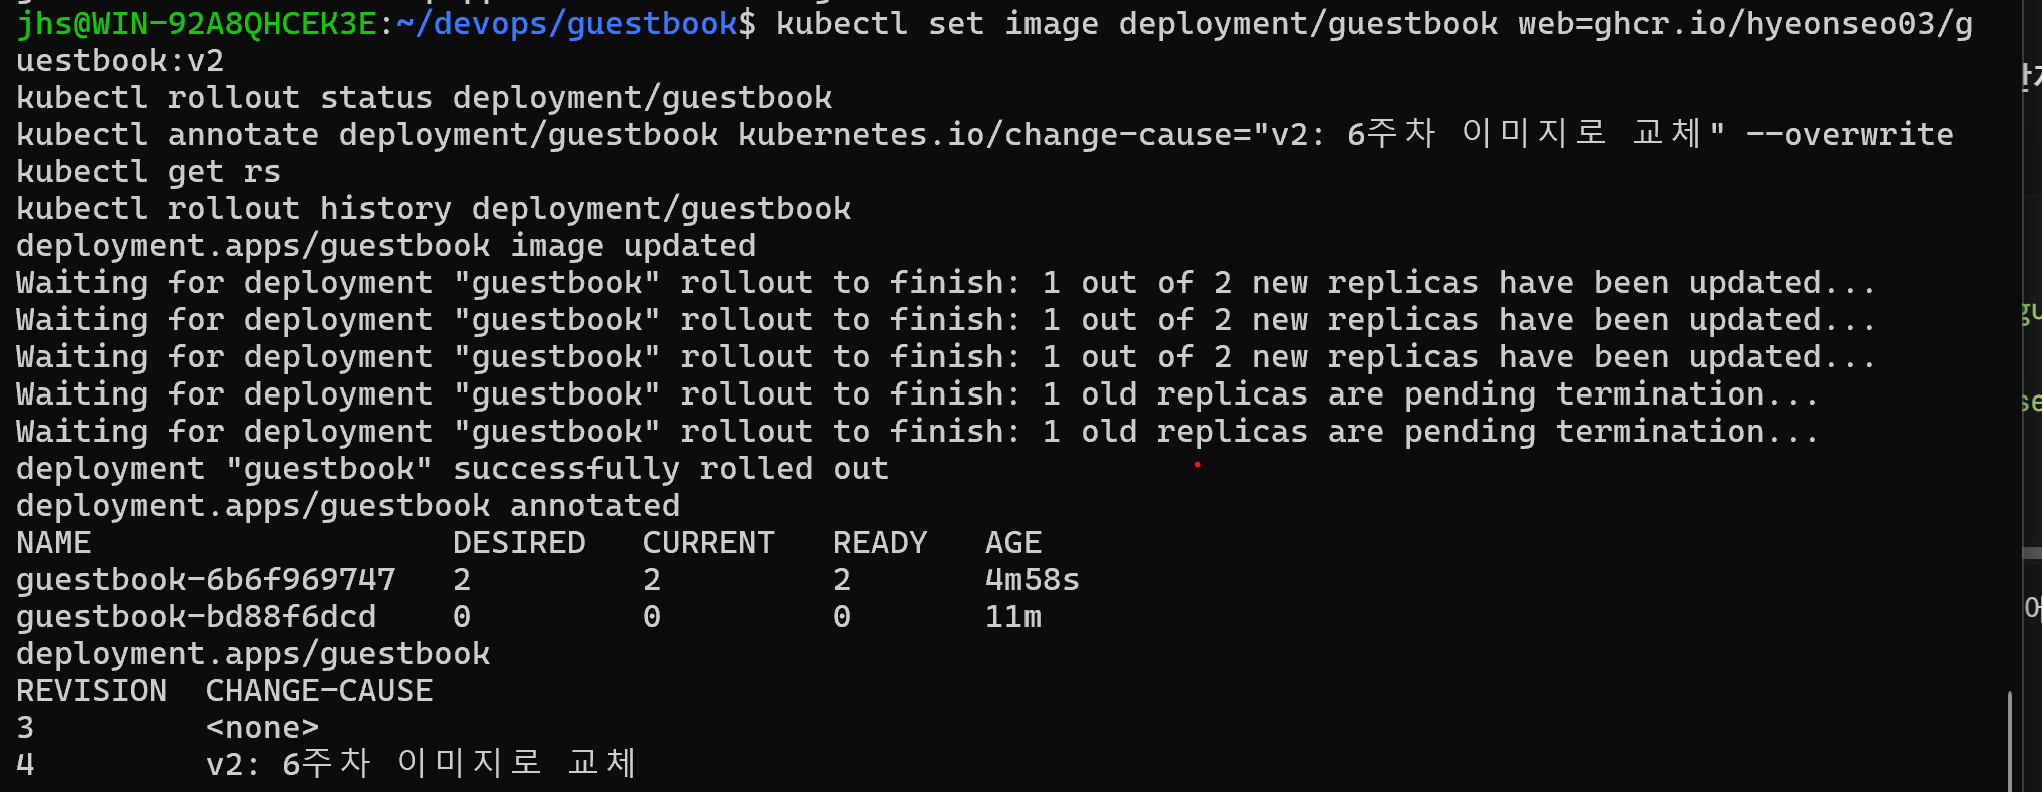 jhs@WIN-92A8QHCEK3E:~/devops/guestbook$ kubectl set image deployment/guestbook web=ghcr.io/hyeonseo03/g
uestbook:v2
kubectl rollout status deployment/guestbook
kubectl annotate deployment/guestbook kubernetes.io/change-cause="v2: 6주차 이미지로 교체" --overwrite
kubectl get rs
kubectl rollout history deployment/guestbook
deployment.apps/guestbook image updated
Waiting for deployment "guestbook" rollout to finish: 1 out of 2 new replicas have been updated...
Waiting for deployment "guestbook" rollout to finish: 1 out of 2 new replicas have been updated...
Waiting for deployment "guestbook" rollout to finish: 1 out of 2 new replicas have been updated...
Waiting for deployment "guestbook" rollout to finish: 1 old replicas are pending termination...
Waiting for deployment "guestbook" rollout to finish: 1 old replicas are pending termination...
deployment "guestbook" successfully rolled out
deployment.apps/guestbook annotated
NAME                   DESIRED   CURRENT   READY   AGE
guestbook-6b6f969747   2         2         2       4m58s
guestbook-bd88f6dcd    0         0         0       11m
deployment.apps/guestbook
REVISION  CHANGE-CAUSE
3         <none>
4         v2: 6주차 이미지로 교체